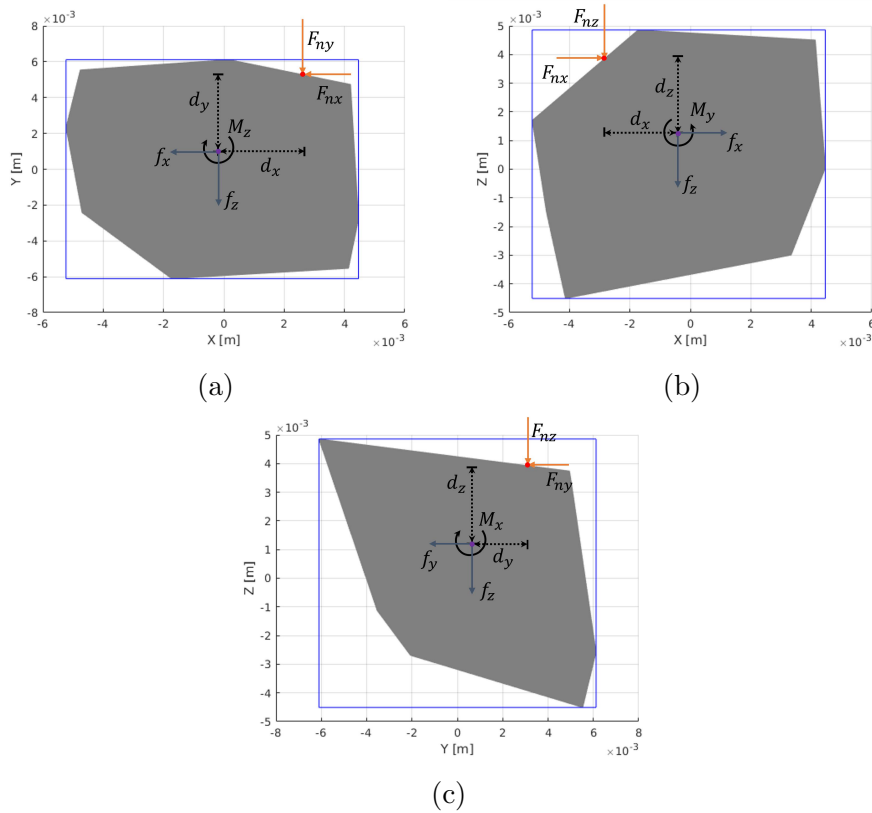 ×10⁻³
8
6
4
2
0
-2
-4
-6
-8
Y [m]
-6
-4
-2
0
2
4
6
X [m]
×10⁻³
F_ny
F_nx
d_y
M_z
d_x
f_x
f_z
(a)
×10⁻³
5
4
3
2
1
0
-1
-2
-3
-4
-5
Z [m]
-6
-4
-2
0
2
4
6
X [m]
×10⁻³
F_nz
F_nx
d_z
M_y
d_x
f_x
f_z
(b)
×10⁻³
5
4
3
2
1
0
-1
-2
-3
-4
-5
Z [m]
-8
-6
-4
-2
0
2
4
6
8
Y [m]
×10⁻³
F_nz
F_ny
d_z
M_x
d_y
f_y
f_z
(c)